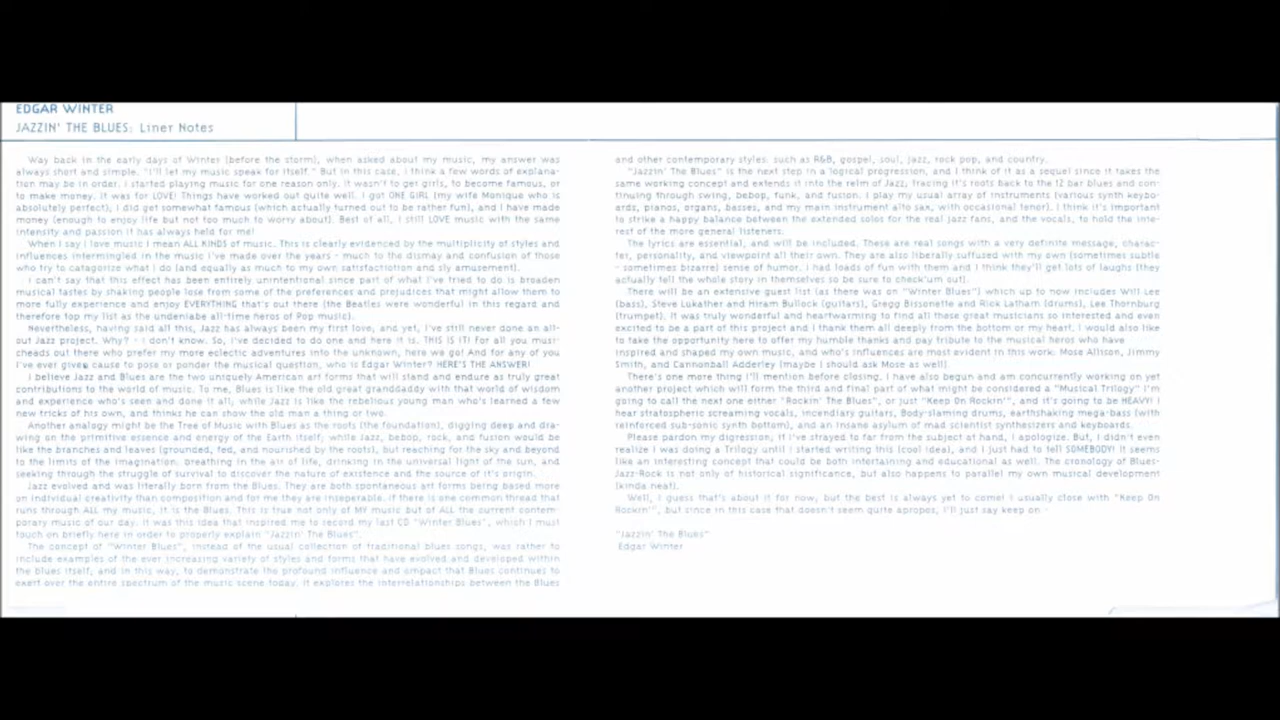 EDGAR WINTER
JAZZIN' THE BLUES: Liner Notes
Way back in the early days of Winter (before the storm), when asked about my music, my answer was
always short and simple. "I'll let my music speak for itself." But in this case, I think a few words of explana-
tion may be in order. I started playing music for one reason only. It wasn't to get girls, to become famous, or
to make money. It was for LOVE! Things have worked out quite well. I got ONE GIRL (my wife Monique who is
absolutely perfect), I did get somewhat famous (which actually turned out to be rather fun), and I have made
money (enough to enjoy life but not too much to worry about). Best of all, I still LOVE music with the same
intensity and passion it has always held for me!
When I say I love music I mean ALL KINDS of music. This is clearly evidenced by the multiplicity of styles and
influences intermingled in the music I've made over the years - much to the dismay and confusion of those
who try to catagorize what I do (and equally as much to my own satisfactiction and sly amusement).
I can't say that this effect has been entirely unintentional since part of what I've tried to do is broaden
musical tastes by shaking people lose from some of the preferences and prejudices that might allow them to
more fully experience and enjoy EVERYTHING that's out there (the Beatles were wonderful in this regard and
therefore top my list as the undeniable all-time heros of Pop music).
Nevertheless, having said all this, Jazz has always been my first love, and yet, I've still never done an all-
out Jazz project. Why? - I don't know. So, I've decided to do one and here it is. THIS IS IT! For all you musi-
cheads out there who prefer my more eclectic adventures into the unknown, here we go! And for any of you
I've ever given cause to pose or ponder the musical question, who is Edgar Winter? HERE'S THE ANSWER!
I believe Jazz and Blues are the two uniquely American art forms that will stand and endure as truly great
contributions to the world of music. To me, Blues is like the old great granddaddy with that world of wisdom
and experience who's seen and done it all, while Jazz is like the rebelious young man who's learned a few
new tricks of his own, and thinks he can show the old man a thing or two.
Another analogy might be the Tree of Music with Blues as the roots (the foundation), digging deep and dra-
wing on the primitive essence and energy of the Earth itself; while Jazz, bebop, rock, and fusion would be
like the branches and leaves (grounded, fed, and nourished by the roots), but reaching for the sky and beyond
to the limits of the imagination, breathing in the air of life, drinking in the universal light of the sun, and
seeking through the struggle of survival to discover the nature of existence and the source of it's origin.
Jazz evolved and was literally born from the Blues. They are both spontaneous art forms being based more
on individual creativity than composition and for me they are inseperable. If there is one common thread that
runs through ALL my music, it is the Blues. This is true not only of MY music but of ALL the current contem-
porary music of our day. It was this idea that inspired me to record my last CD "Winter Blues", which I must
touch on briefly here in order to properly explain "Jazzin' The Blues".
The concept of "Winter Blues", instead of the usual collection of traditional blues songs, was rather to
include examples of the ever increasing variety of styles and forms that have evolved and developed within
the blues itself, and in this way, to demonstrate the profound influence and empact that Blues continues to
exert over the entire spectrum of the music scene today. It explores the interrelationships between the Blues
and other contemporary styles. such as R&B, gospel, soul, jazz, rock pop, and country.
"Jazzin' The Blues" is the next step in a logical progression, and I think of it as a sequel since it takes the
same working concept and extends it into the relm of Jazz, tracing it's roots back to the 12 bar blues and con-
tinuing through swing, bebop, funk, and fusion. I play my usual array of instruments (various synth keybo-
ards, pianos, organs, basses, and my main instrument alto sax, with occasional tenor). I think it's important
to strike a happy balance between the extended solos for the real jazz fans, and the vocals, to hold the inte-
rest of the more general listeners.
The lyrics are essential, and will be included. These are real songs with a very definite message, charac-
ter, personality, and viewpoint all their own. They are also liberally suffused with my own (sometimes subtle
- sometimes bizarre) sense of humor. I had loads of fun with them and I think they'll get lots of laughs (they
actually tell the whole story in themselves so be sure to check'um out).
There will be an extensive guest list (as there was on "Winter Blues") which up to now includes Will Lee
(bass), Steve Lukather and Hiram Bullock (guitars), Gregg Bissonette and Rick Latham (drums), Lee Thornburg
(trumpet). It was truly wonderful and heartwarming to find all these great musicians so interested and even
excited to be a part of this project and I thank them all deeply from the bottom or my heart. I would also like
to take the opportunity here to offer my humble thanks and pay tribute to the musical heros who have
inspired and shaped my own music, and who's influences are most evident in this work. Mose Allison, Jimmy
Smith, and Cannonball Adderley (maybe I should ask Mose as well!)
There's one more thing I'll mention before closing. I have also begun and am concurrently working on yet
another project which will form the third and final part of what might be considered a "Musical Trilogy" I'm
going to call the next one either "Rockin' The Blues", or just "Keep On Rockin'", and it's going to be HEAVY! I
hear stratospheric screaming vocals, incendiary guitars, Body-slaming drums, earthshaking mega-bass (with
reinforced sub-sonic synth bottom), and an insane asylum of mad scientist synthesizers and keyboards.
Please pardon my digression, if I've strayed to far from the subject at hand, I apologize. But, I didn't even
realize I was doing a Trilogy until I started writing this (cool idea), and I just had to tell SOMEBODY! It seems
like an interesting concept that could be both intertaining and educational as well. The cronology of Blues-
Jazz-Rock is not only of historical significance, but also happens to parallel my own musical development
(kinda neat).
Well, I guess that's about it for now, but the best is always yet to come! I usually close with "Keep On
Rockin'", but since in this case that doesn't seem quite apropos, I'll just say keep on -
"Jazzin' The Blues"
Edgar Winter